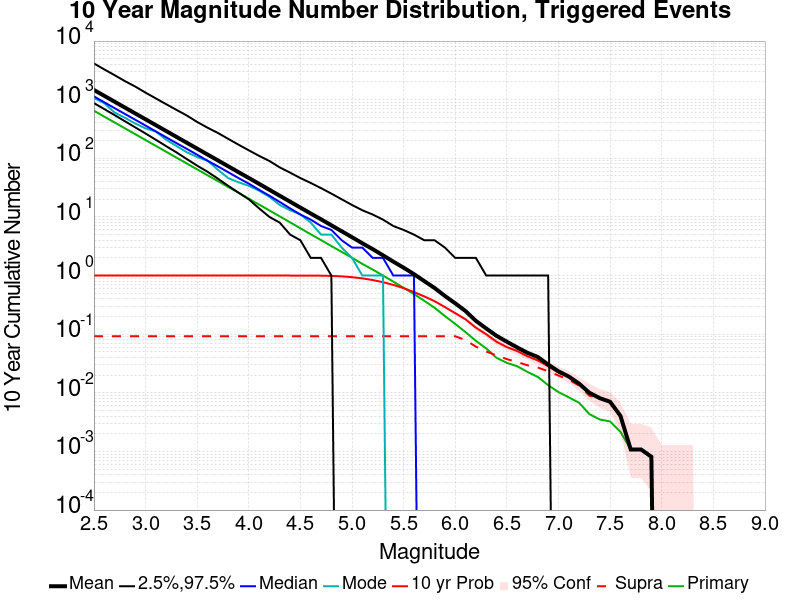 10 Year Magnitude Number Distribution, Triggered Events
10 Year Cumulative Number
10^4
10^3
10^2
10^1
10^0
10^-1
10^-2
10^-3
10^-4
2.5 3.0 3.5 4.0 4.5 5.0 5.5 6.0 6.5 7.0 7.5 8.0 8.5 9.0
Magnitude
Mean 2.5%,97.5% Median Mode 10 yr Prob 95% Conf Supra Primary